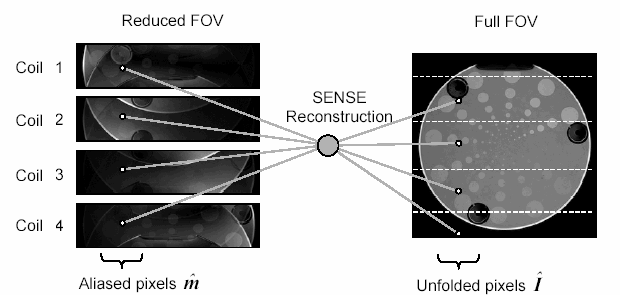 Reduced FOV
Full FOV
Coil 1
Coil 2
Coil 3
Coil 4
SENSE
Reconstruction
Aliased pixels m̂
Unfolded pixels Î